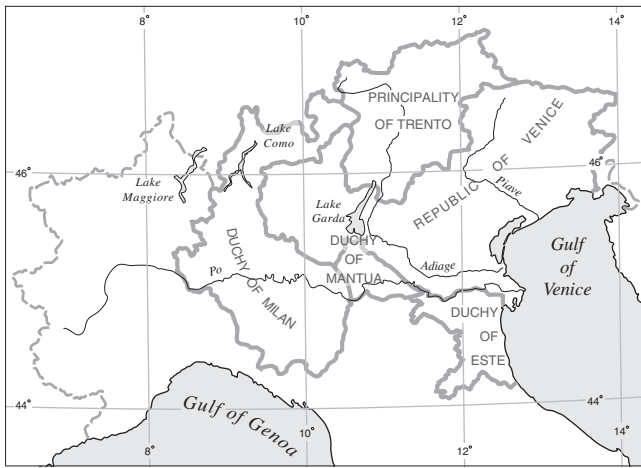 8° 10° 12° 14°
PRINCIPALITY
OF TRENTO
REPUBLIC OF VENICE
Lake
Como
46° 46°
Lake
Maggiore
Piave
Lake
Garda
DUCHY
OF
MANTUA
DUCHY OF MILAN
Po
Adiage
Gulf
of
Venice
DUCHY
OF
ESTE
44° 44°
Gulf of Genoa
8° 10° 12° 14°